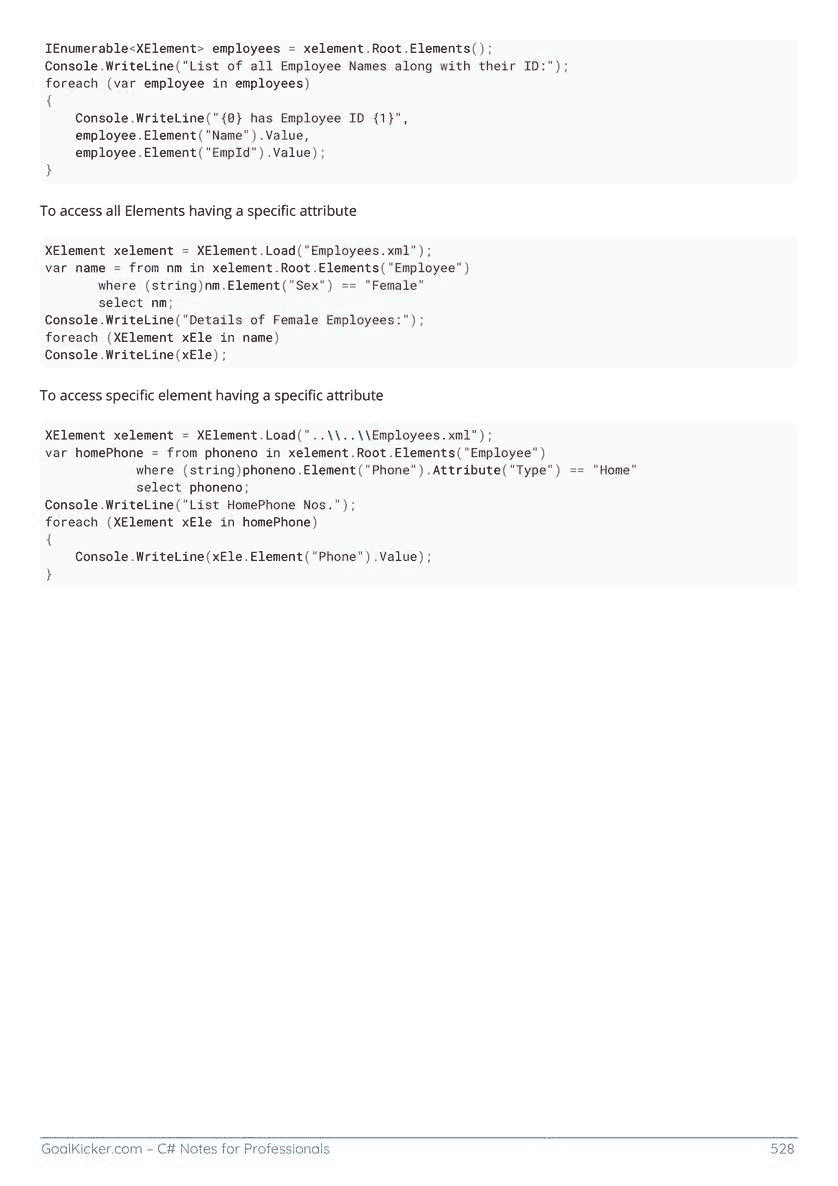 IEnumerable<XElement> employees = xelement.Root.Elements();
Console.WriteLine("List of all Employee Names along with their ID:");
foreach (var employee in employees)
{
    Console.WriteLine("{0} has Employee ID {1}",
    employee.Element("Name").Value,
    employee.Element("EmpId").Value);
}
To access all Elements having a specific attribute
XElement xelement = XElement.Load("Employees.xml");
var name = from nm in xelement.Root.Elements("Employee")
       where (string)nm.Element("Sex") == "Female"
       select nm;
Console.WriteLine("Details of Female Employees:");
foreach (XElement xEle in name)
Console.WriteLine(xEle);
To access specific element having a specific attribute
XElement xelement = XElement.Load("..\\..\\Employees.xml");
var homePhone = from phoneno in xelement.Root.Elements("Employee")
            where (string)phoneno.Element("Phone").Attribute("Type") == "Home"
            select phoneno;
Console.WriteLine("List HomePhone Nos.");
foreach (XElement xEle in homePhone)
{
    Console.WriteLine(xEle.Element("Phone").Value);
}
GoalKicker.com – C# Notes for Professionals 528